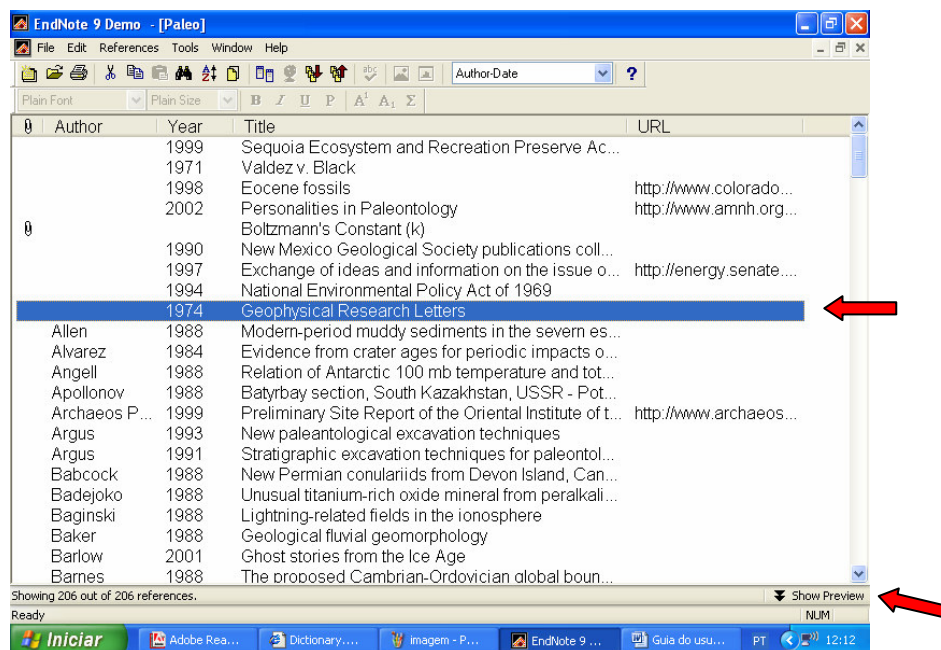 EndNote 9 Demo - [Paleo]
File Edit References Tools Window Help
Author-Date ?
Plain Font Plain Size B I U P A¹ A₁ Σ
Author Year Title URL
1999 Sequoia Ecosystem and Recreation Preserve Ac...
1971 Valdez v. Black
1998 Eocene fossils http://www.colorado...
2002 Personalities in Paleontology http://www.amnh.org...
Boltzmann's Constant (k)
1990 New Mexico Geological Society publications coll...
1997 Exchange of ideas and information on the issue o... http://energy.senate....
1994 National Environmental Policy Act of 1969
1974 Geophysical Research Letters
Allen 1988 Modern-period muddy sediments in the severn es...
Alvarez 1984 Evidence from crater ages for periodic impacts o...
Angell 1988 Relation of Antarctic 100 mb temperature and tot...
Apollonov 1988 Batyrbay section, South Kazakhstan, USSR - Pot...
Archaeos P... 1999 Preliminary Site Report of the Oriental Institute of t... http://www.archaeos...
Argus 1993 New paleantological excavation techniques
Argus 1991 Stratigraphic excavation techniques for paleontol...
Babcock 1988 New Permian conulariids from Devon Island, Can...
Badejoko 1988 Unusual titanium-rich oxide mineral from peralkali...
Baginski 1988 Lightning-related fields in the ionosphere
Baker 1988 Geological fluvial geomorphology
Barlow 2001 Ghost stories from the Ice Age
Barnes 1988 The proposed Cambrian-Ordovician global boun...
Showing 206 out of 206 references. Show Preview
Ready NUM
Iniciar Adobe Rea... Dictionary.... imagem - P... EndNote 9 ... Guia do usu... PT 12:12